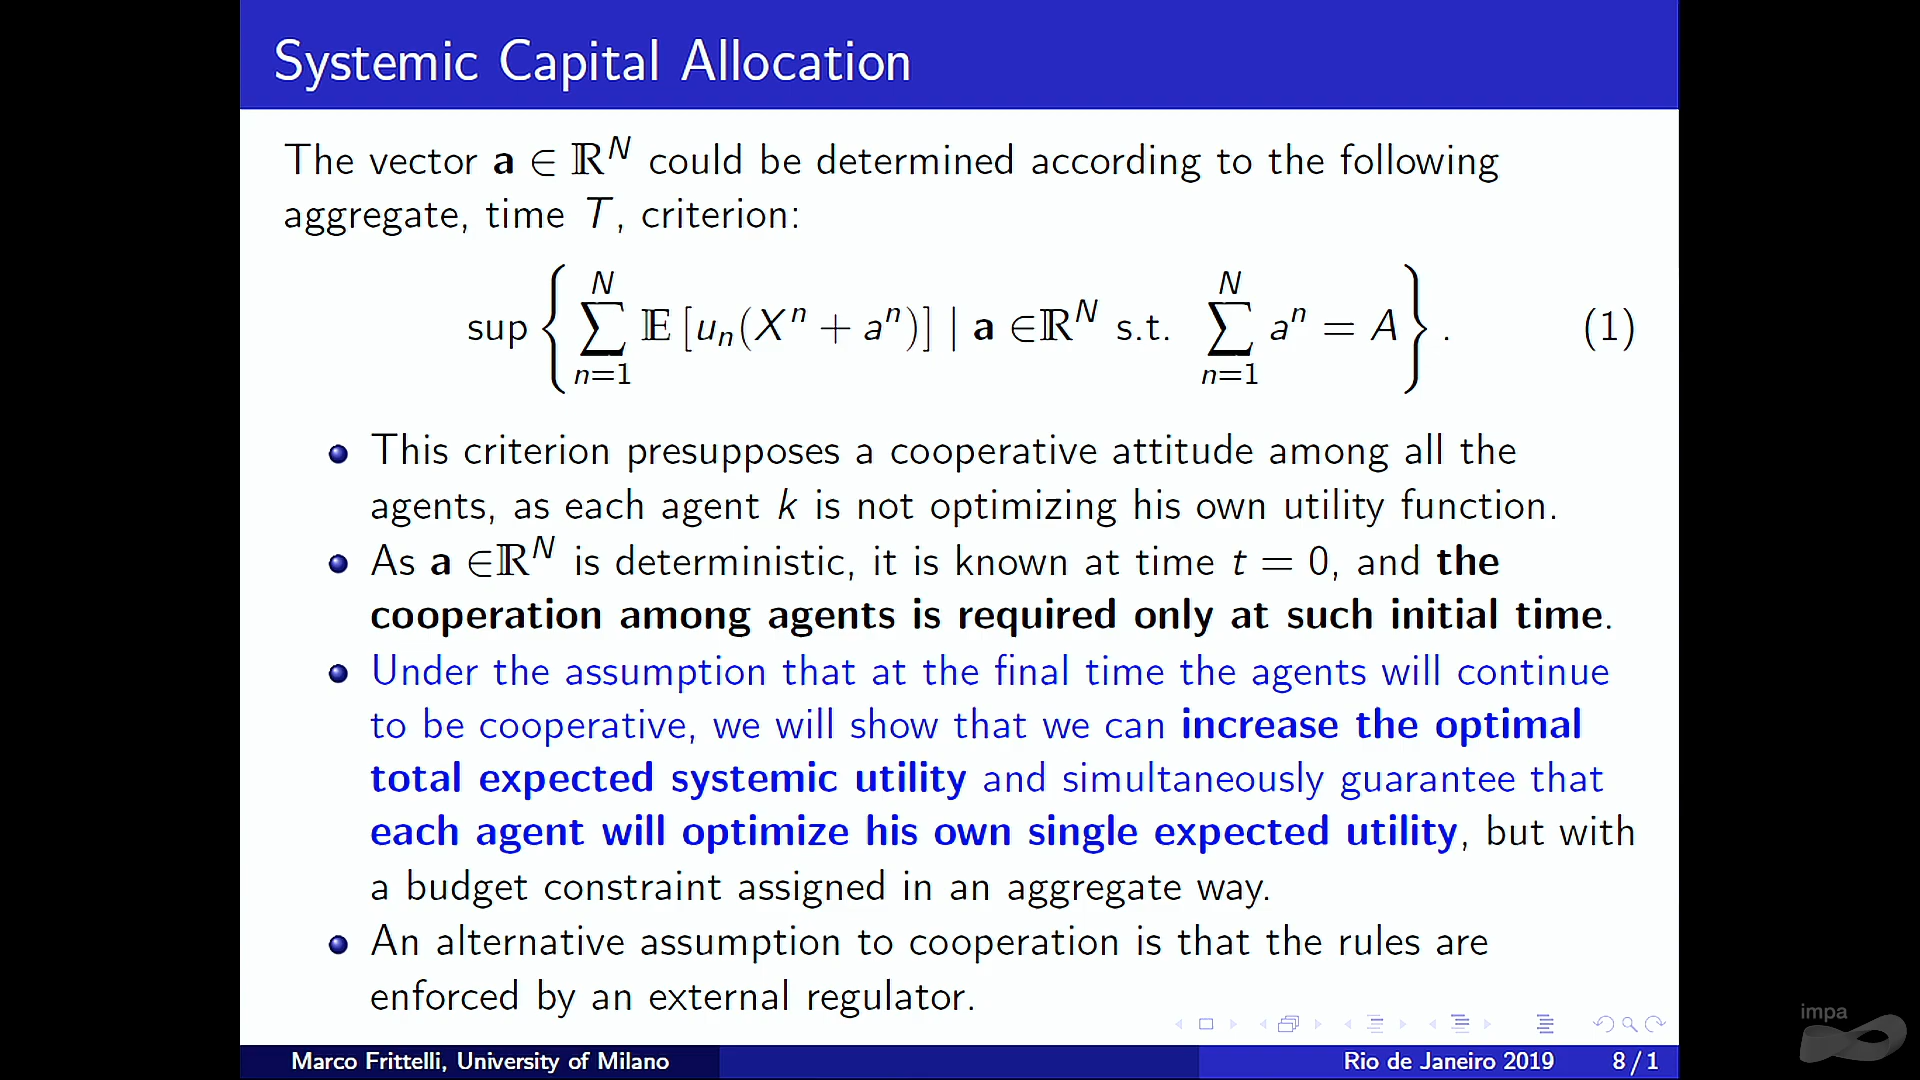 Systemic Capital Allocation
The vector a ∈ ℝ^N could be determined according to the following
aggregate, time T, criterion:
sup { ∑_{n=1}^{N} 𝔼 [u_n(X^n + a^n)] | a ∈ℝ^N s.t. ∑_{n=1}^{N} a^n = A } . (1)
This criterion presupposes a cooperative attitude among all the
agents, as each agent k is not optimizing his own utility function.
As a ∈ℝ^N is deterministic, it is known at time t = 0, and the
cooperation among agents is required only at such initial time.
Under the assumption that at the final time the agents will continue
to be cooperative, we will show that we can increase the optimal
total expected systemic utility and simultaneously guarantee that
each agent will optimize his own single expected utility, but with
a budget constraint assigned in an aggregate way.
An alternative assumption to cooperation is that the rules are
enforced by an external regulator.
Marco Frittelli, University of Milano
Rio de Janeiro 2019
8 / 1
impa